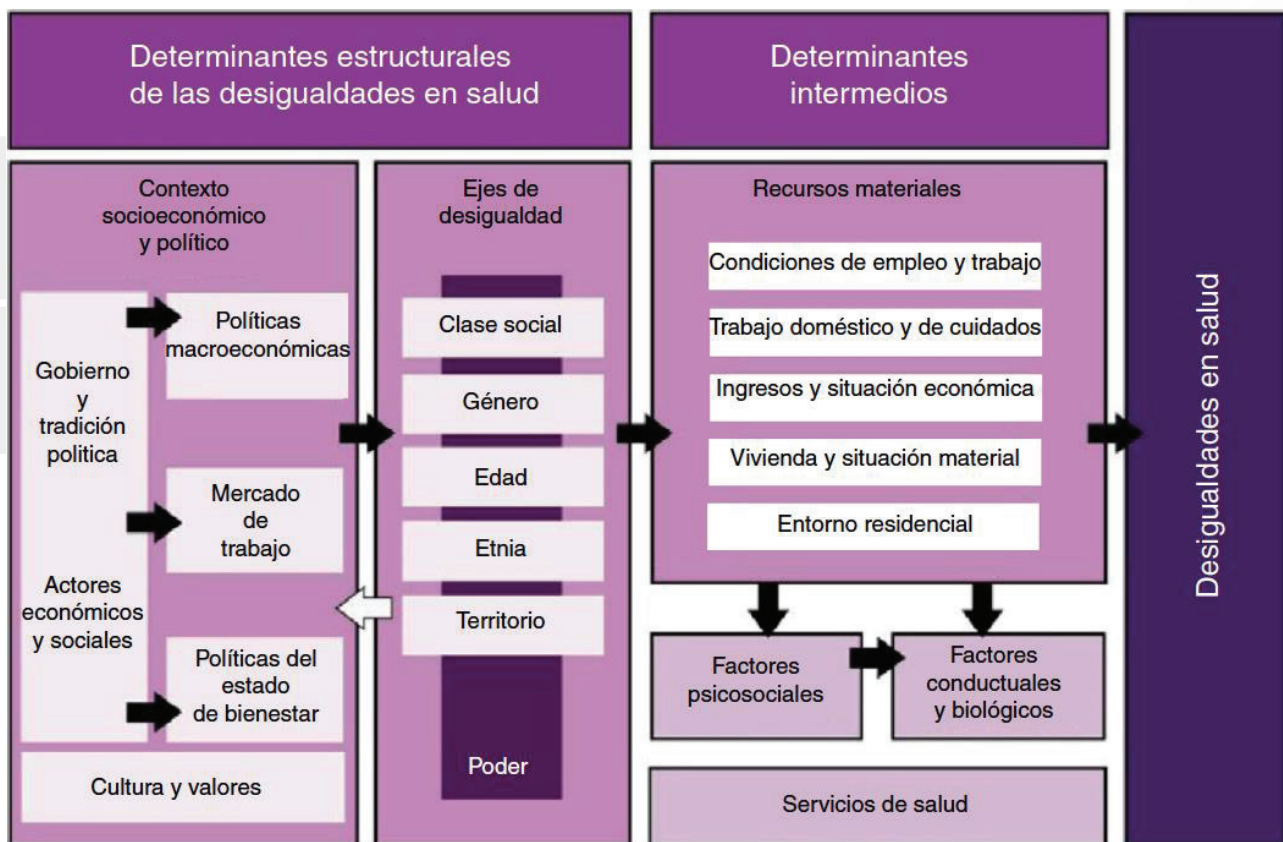 Determinantes estructurales
de las desigualdades en salud
Determinantes
intermedios
Contexto
socioeconómico
y político
Gobierno
y
tradición
politica
Actores
económicos
y sociales
Políticas
macroeconómicas
Mercado
de
trabajo
Políticas del
estado
de bienestar
Cultura y valores
Ejes de
desigualdad
Clase social
Género
Edad
Etnia
Territorio
Poder
Recursos materiales
Condiciones de empleo y trabajo
Trabajo doméstico y de cuidados
Ingresos y situación económica
Vivienda y situación material
Entorno residencial
Factores
psicosociales
Factores
conductuales
y biológicos
Servicios de salud
Desigualdades en salud